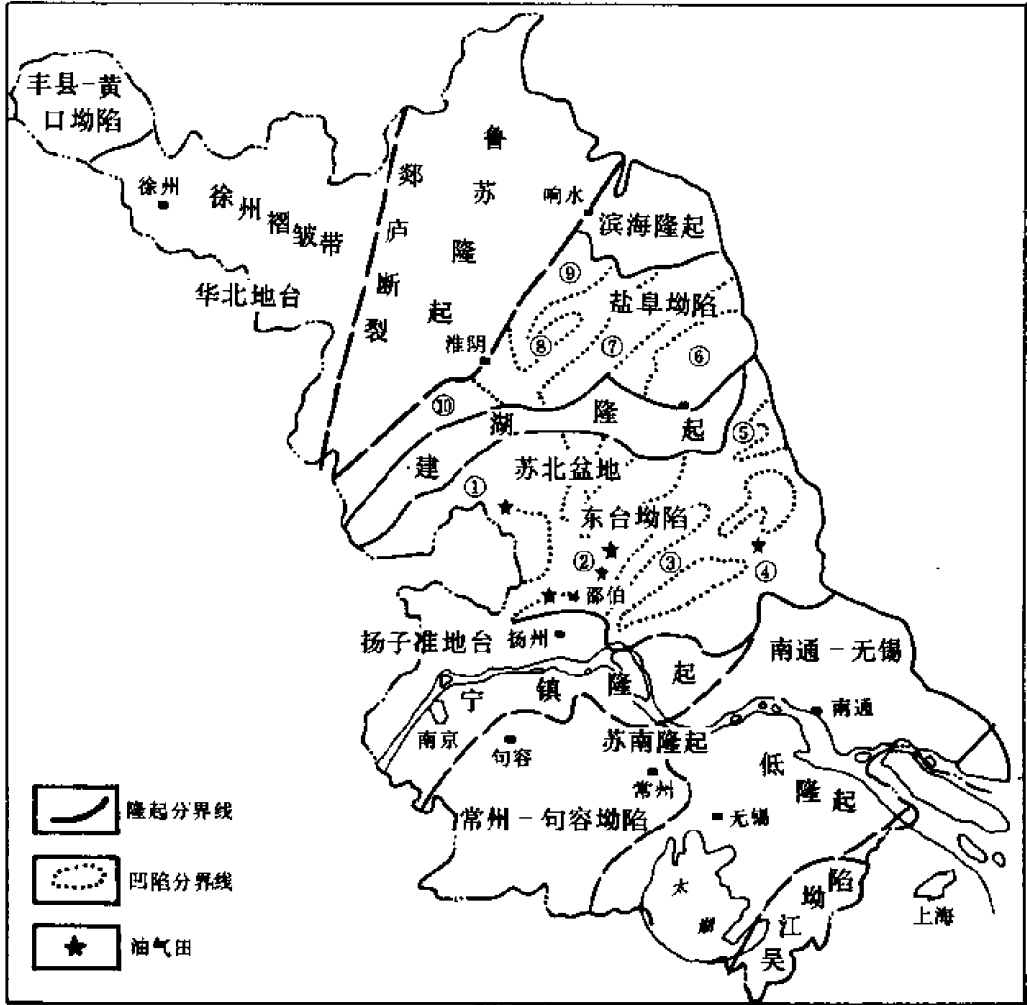 丰县-黄
口坳陷
徐州
徐州褶皱带
华北地台
郯庐断裂
鲁苏隆起
响水
滨海隆起
⑨
盐阜坳陷
⑧
⑦
⑥
淮阴
⑩
建湖隆起
⑤
①
苏北盆地
东台坳陷
②
③
④
邵伯
扬子准地台
扬州
南通-无锡
低隆起
宁镇隆起
南京
句容
苏南隆起
南通
常州
常州-句容坳陷
无锡
太湖
吴江坳陷
上海
隆起分界线
凹陷分界线
油气田